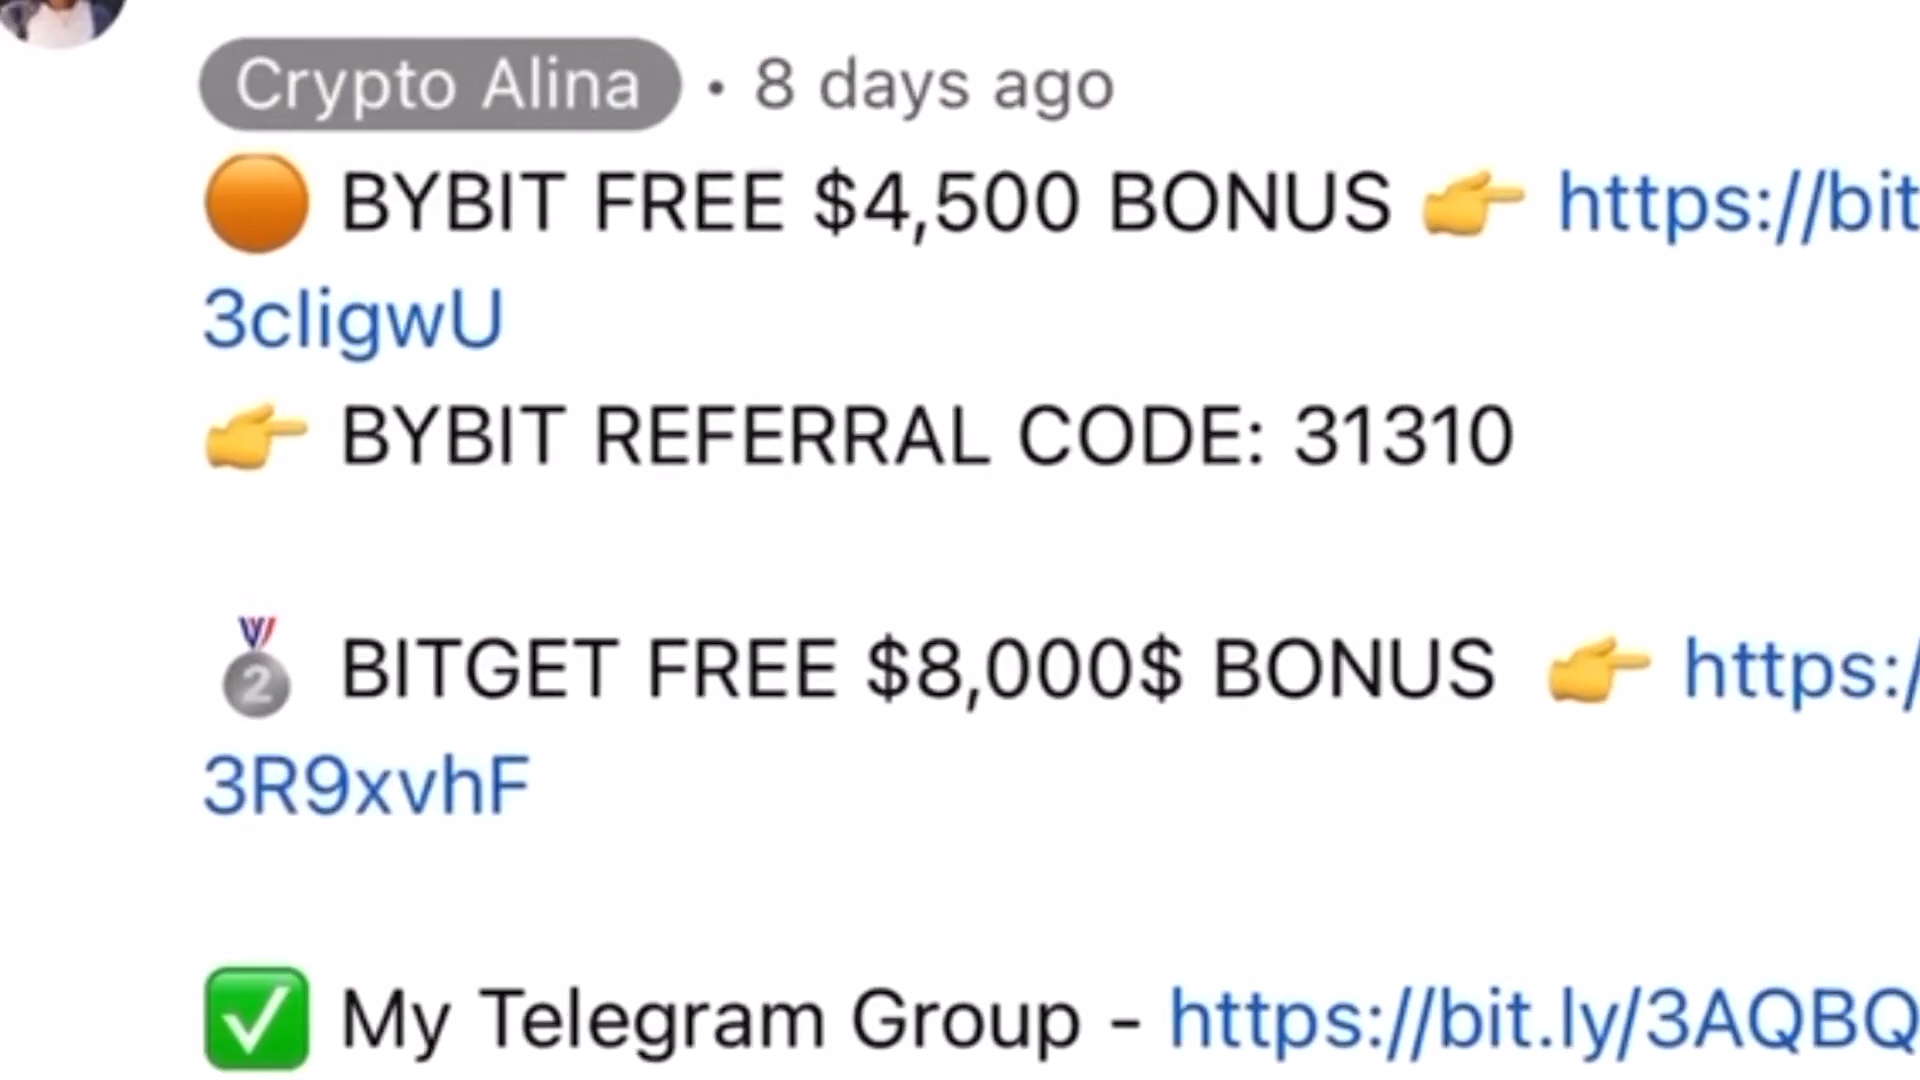 Crypto Alina • 8 days ago
🟠 BYBIT FREE $4,500 BONUS 👉 https://bit
3cIigwU
👉 BYBIT REFERRAL CODE: 31310
🥈 BITGET FREE $8,000$ BONUS 👉 https:/
3R9xvhF
✅ My Telegram Group - https://bit.ly/3AQBQ